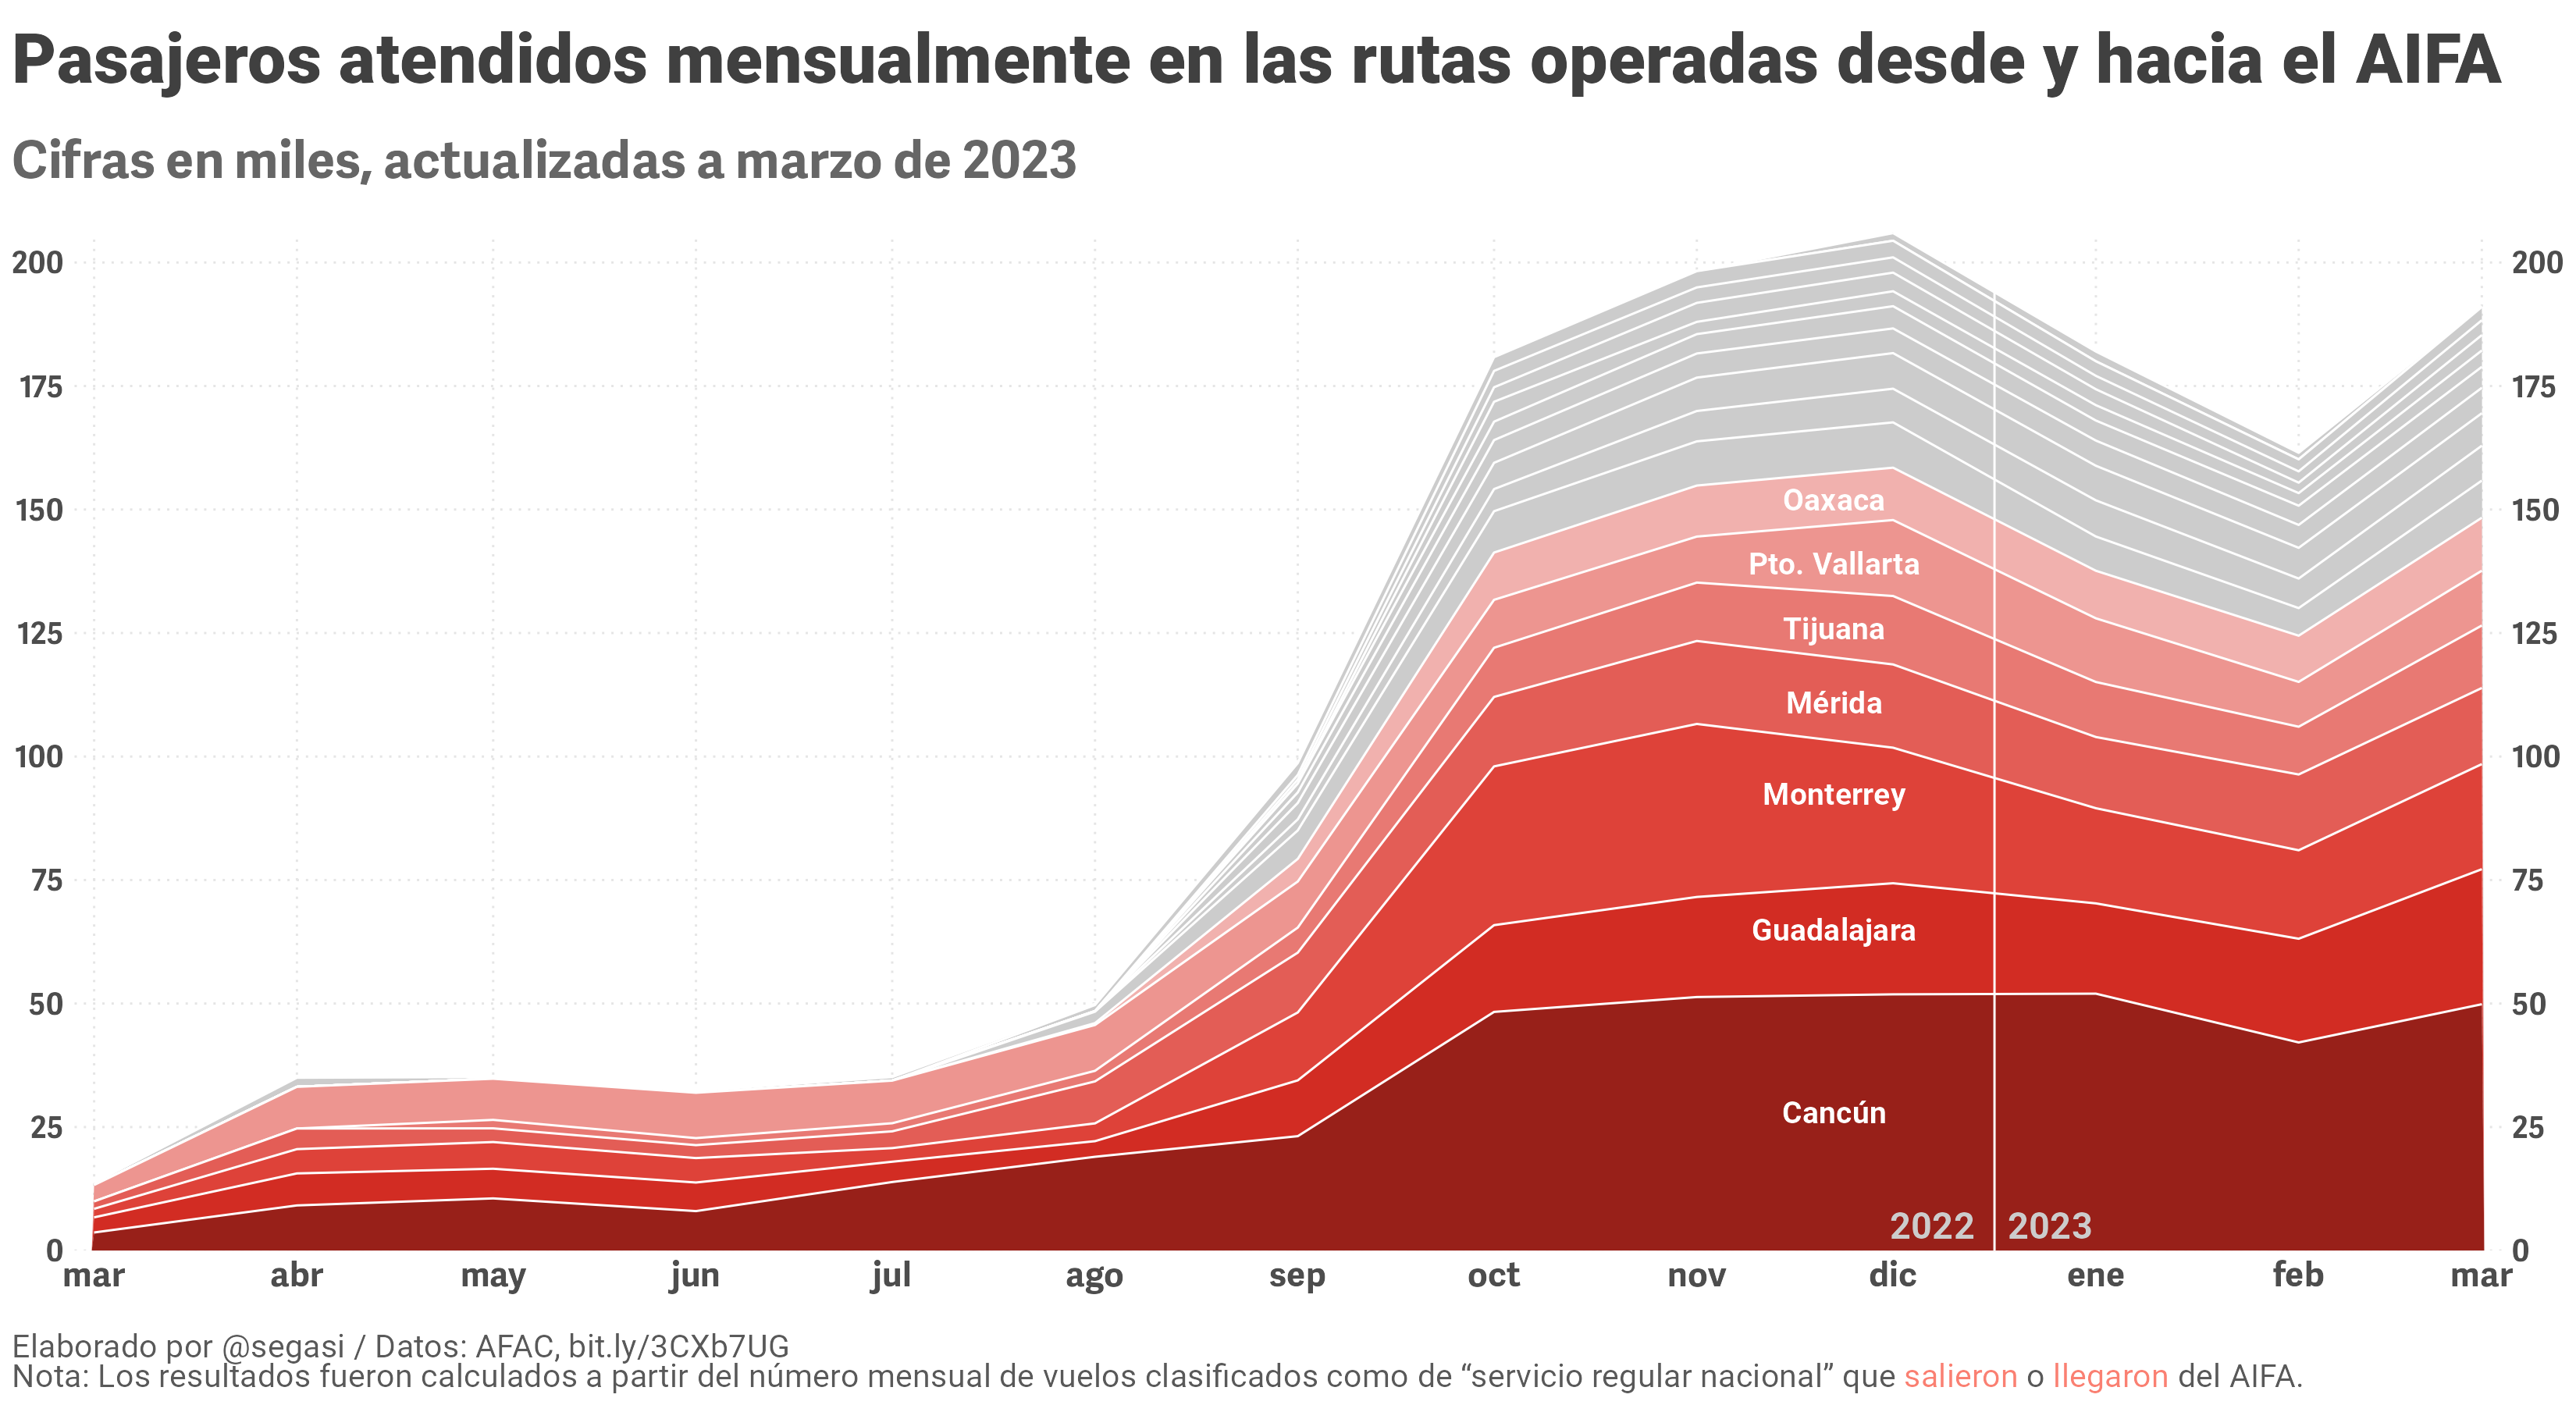 Pasajeros atendidos mensualmente en las rutas operadas desde y hacia el AIFA
Cifras en miles, actualizadas a marzo de 2023
200 200
175 175
150 150
125 125
100 100
75 75
50 50
25 25
0 0
Oaxaca
Pto. Vallarta
Tijuana
Mérida
Monterrey
Guadalajara
Cancún
2022 2023
mar abr may jun jul ago sep oct nov dic ene feb mar
Elaborado por @segasi / Datos: AFAC, bit.ly/3CXb7UG
Nota: Los resultados fueron calculados a partir del número mensual de vuelos clasificados como de “servicio regular nacional” que salieron o llegaron del AIFA.